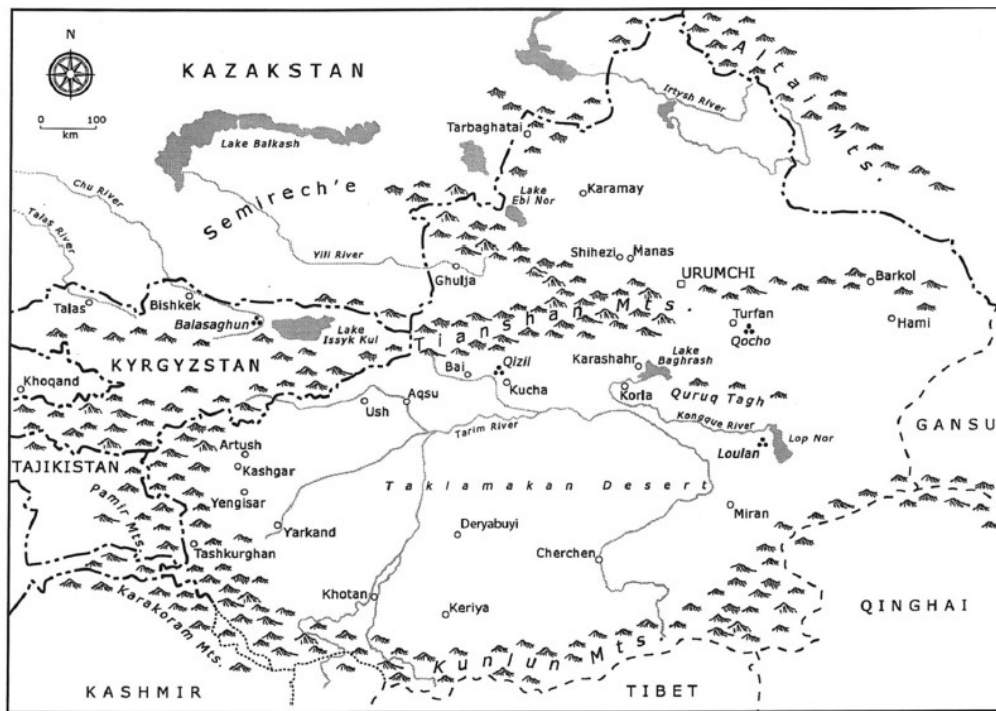 N
KAZAKSTAN
Altai Mts.
0 100
km
Irtysh River
Lake Balkash
Tarbaghatai
Chu River
Semirech'e
Lake
Ebi Nor
Karamay
Talas River
Yili River
Ghulja
Shihezi
Manas
URUMCHI
Barkol
Talas
Bishkek
Balasaghun
Lake
Issyk Kul
Tianshan Mts.
Turfan
Qocho
Hami
KYRGYZSTAN
Bai
Qizil
Karashahr
Lake
Baghrash
Khoqand
Ush
Aqsu
Kucha
Korla
Quruq Tagh
Kongque River
GANSU
Tarim River
Lop Nor
Loulan
Artush
TAJIKISTAN
Kashgar
Taklamakan Desert
Pamir Mts.
Yengisar
Miran
Yarkand
Deryabuyi
Tashkurghan
Cherchen
Khotan
Keriya
QINGHAI
Karakoram Mts.
Kunlun Mts
KASHMIR
TIBET